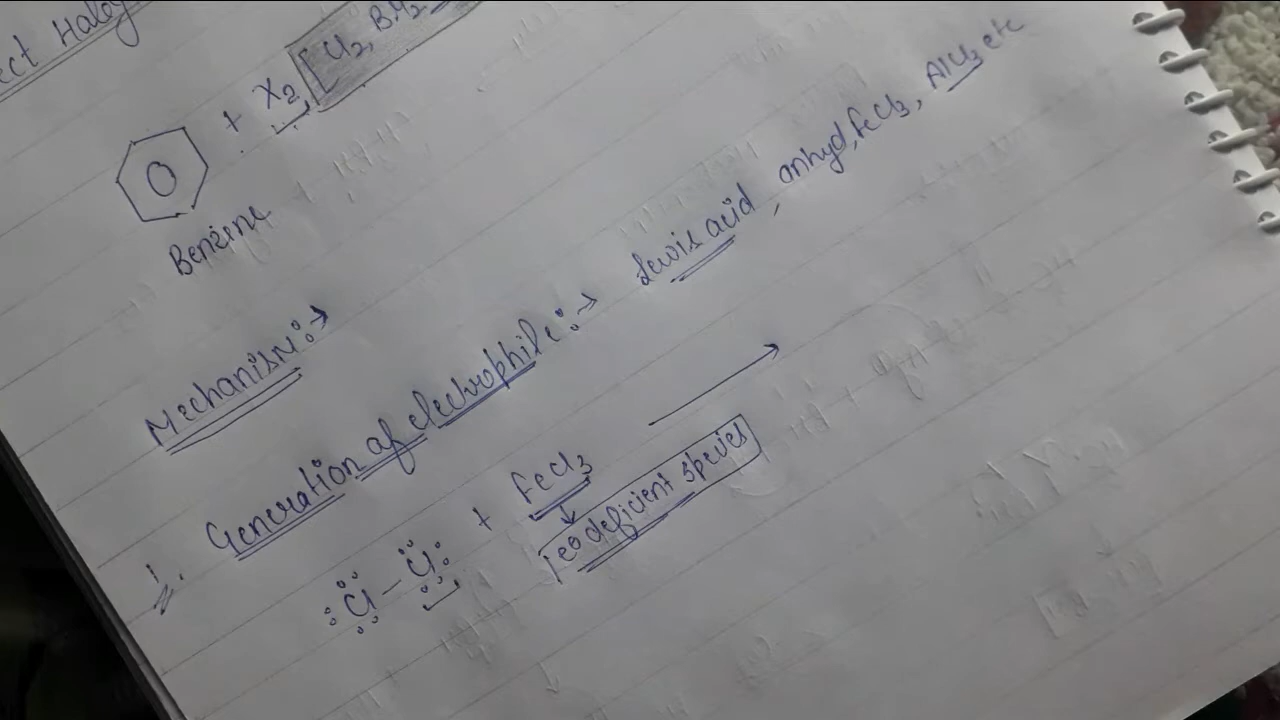 ect Halog
+ X2, [Cl2, Br2
Benzene
Mechanism:→
1. Generation of electrophile:→ Lewis acid, anhyd, FeCl3, AlCl3 etc
Cl – Cl + FeCl3 →
↓
e⊖ deficient species